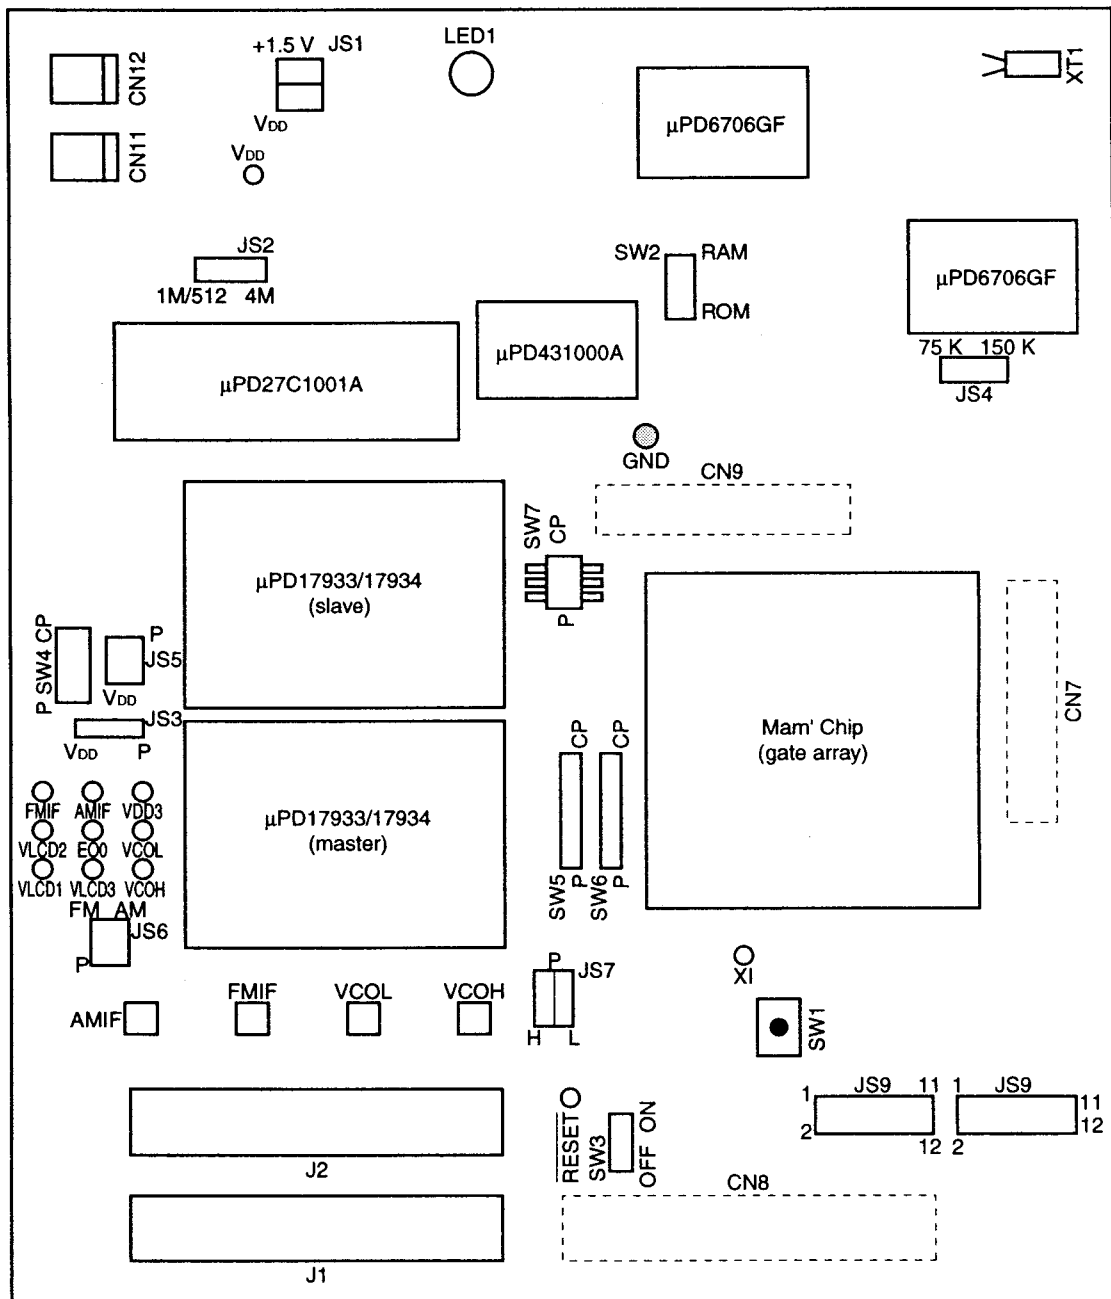 CN12
+1.5 V JS1
VDD
LED1
XT1
CN11
VDD
μPD6706GF
JS2
1M/512 4M
SW2 RAM
ROM
μPD6706GF
75 K 150 K
JS4
μPD27C1001A
μPD431000A
GND
CN9
SW7 CP
P
μPD17933/17934
(slave)
P SW4 CP
P
JS5
VDD
JS3
VDD P
Mam' Chip
(gate array)
CN7
μPD17933/17934
(master)
SW5 P CP
SW6 P CP
FMIF AMIF VDD3
VLCD2 EO0 VCOL
VLCD1 VLCD3 VCOH
FM AM
JS6
P
P
JS7
H L
XI
SW1
AMIF
FMIF
VCOL
VCOH
1 JS9 11
2 12
1 JS9 11
2 12
RESET
SW3
OFF ON
J2
CN8
J1